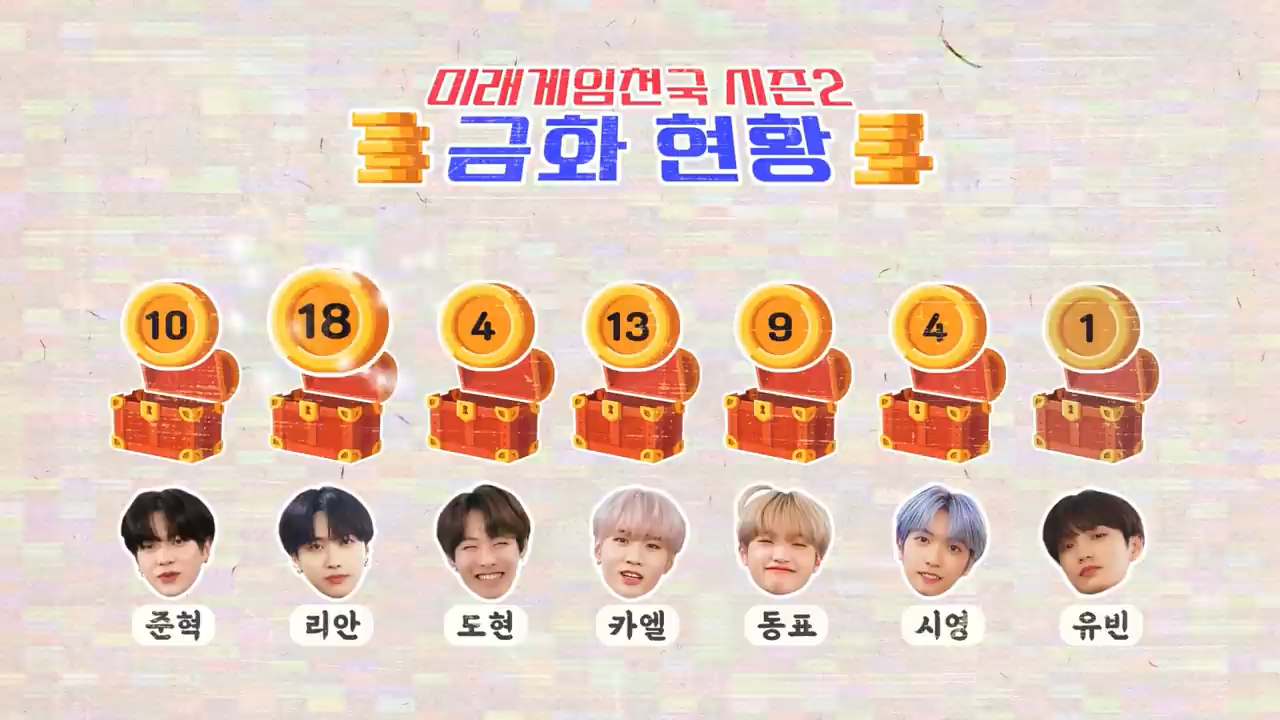 미래게임천국 시즌2
금화 현황
10 18 4 13 9 4 1
준혁 리안 도현 카엘 동표 시영 유빈